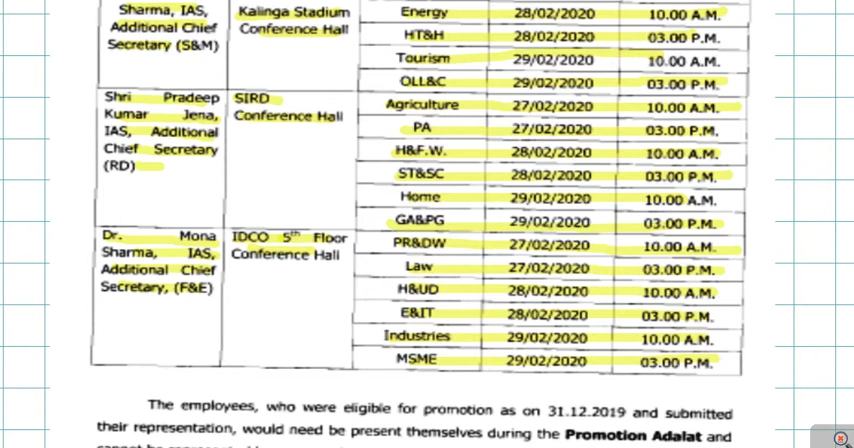 Sharma, IAS, Kalinga Stadium Energy 28/02/2020 10.00 A.M.
Additional Chief Conference Hall HT&H 28/02/2020 03.00 P.M.
Secretary (S&M) Tourism 29/02/2020 10.00 A.M.
OLL&C 29/02/2020 03.00 P.M.
Shri Pradeep SIRD Agriculture 27/02/2020 10.00 A.M.
Kumar Jena, Conference Hall PA 27/02/2020 03.00 P.M.
IAS, Additional H&F.W. 28/02/2020 10.00 A.M.
Chief Secretary ST&SC 28/02/2020 03.00 P.M.
(RD) Home 29/02/2020 10.00 A.M.
GA&PG 29/02/2020 03.00 P.M.
Dr. Mona IDCO 5th Floor PR&DW 27/02/2020 10.00 A.M.
Sharma, IAS, Conference Hall Law 27/02/2020 03.00 P.M.
Additional Chief H&UD 28/02/2020 10.00 A.M.
Secretary, (F&E) E&IT 28/02/2020 03.00 P.M.
Industries 29/02/2020 10.00 A.M.
MSME 29/02/2020 03.00 P.M.
The employees, who were eligible for promotion as on 31.12.2019 and submitted
their representation, would need be present themselves during the Promotion Adalat and